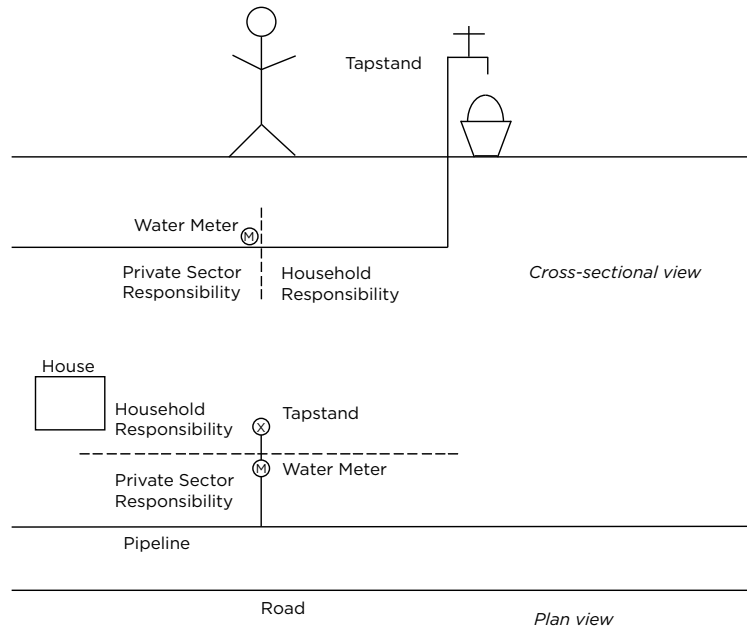 Tapstand
Water Meter
M
Private Sector
Responsibility
Household
Responsibility
Cross-sectional view
House
Household
Responsibility
X
Tapstand
M
Water Meter
Private Sector
Responsibility
Pipeline
Road
Plan view